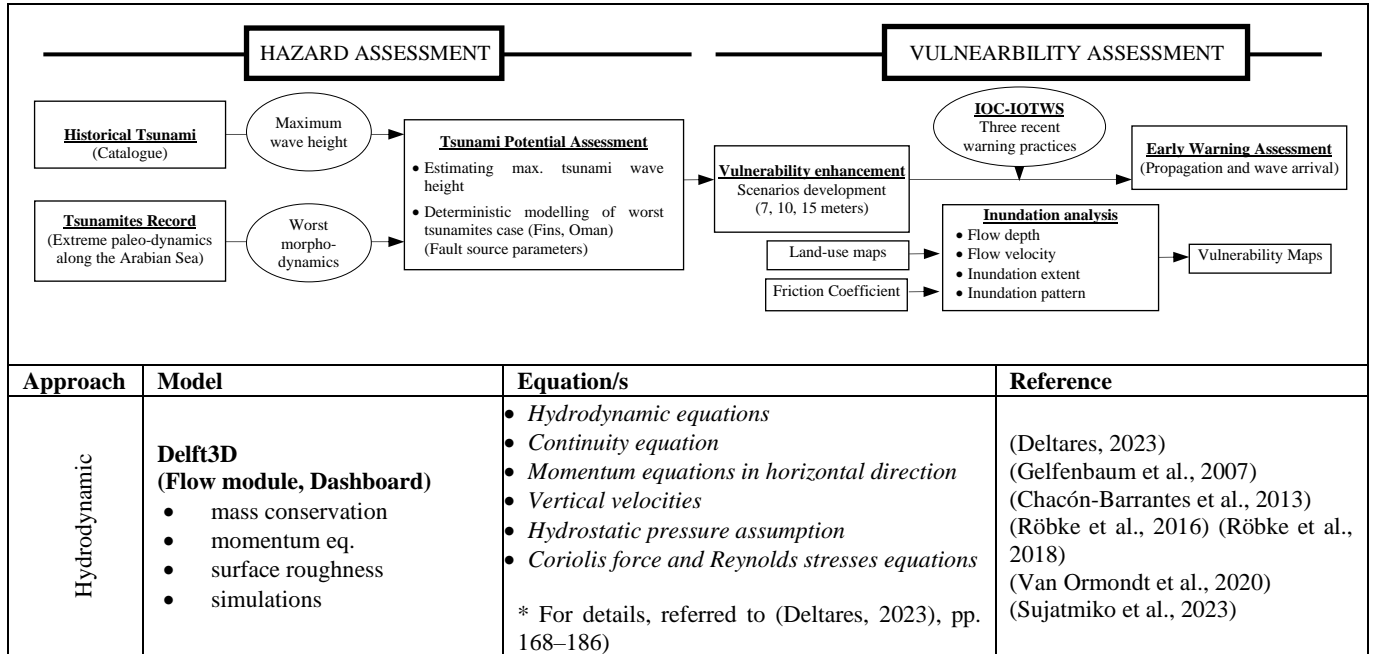 HAZARD ASSESSMENT
VULNEARBILITY ASSESSMENT
Historical Tsunami
(Catalogue)
Maximum
wave height
Tsunamites Record
(Extreme paleo-dynamics
along the Arabian Sea)
Worst
morpho-
dynamics
Tsunami Potential Assessment
• Estimating max. tsunami wave
height
• Deterministic modelling of worst
tsunamites case (Fins, Oman)
(Fault source parameters)
Vulnerability enhancement
Scenarios development
(7, 10, 15 meters)
IOC-IOTWS
Three recent
warning practices
Early Warning Assessment
(Propagation and wave arrival)
Land-use maps
Friction Coefficient
Inundation analysis
• Flow depth
• Flow velocity
• Inundation extent
• Inundation pattern
Vulnerability Maps
Approach
Model
Equation/s
Reference
Hydrodynamic
Delft3D
(Flow module, Dashboard)
• mass conservation
• momentum eq.
• surface roughness
• simulations
• Hydrodynamic equations
• Continuity equation
• Momentum equations in horizontal direction
• Vertical velocities
• Hydrostatic pressure assumption
• Coriolis force and Reynolds stresses equations
* For details, referred to (Deltares, 2023), pp.
168–186)
(Deltares, 2023)
(Gelfenbaum et al., 2007)
(Chacón-Barrantes et al., 2013)
(Röbke et al., 2016) (Röbke et al.,
2018)
(Van Ormondt et al., 2020)
(Sujatmiko et al., 2023)